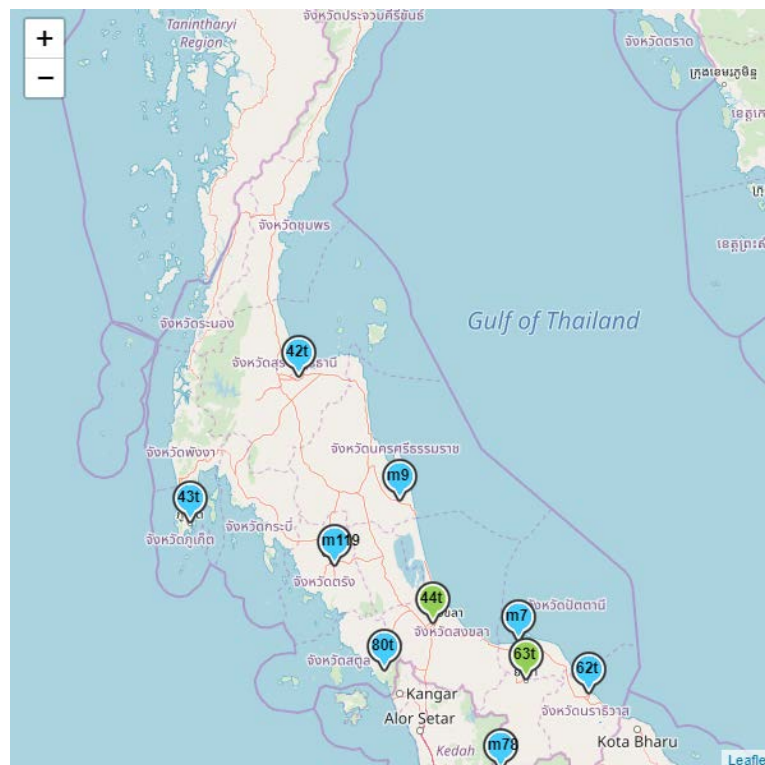 +
−
จังหวัดประจวบคีรีขันธ์
Tanintharyi
Region
จังหวัดตราด
ក្រុងខេមរភូមិន្ទ
จังหวัดชุมพร
Gulf of Thailand
จังหวัดระนอง
42t
จังหวัดพังงา
จังหวัดนครศรีธรรมราช
m9
43t
จังหวัดกระบี่
จังหวัดภูเก็ต
m119
จังหวัดตรัง
44t
m7
จังหวัดปัตตานี
จังหวัดสงขลา
80t
63t
จังหวัดสตูล
62t
Kangar
จังหวัดนราธิวาส
Alor Setar
m78
Kedah
Kota Bharu